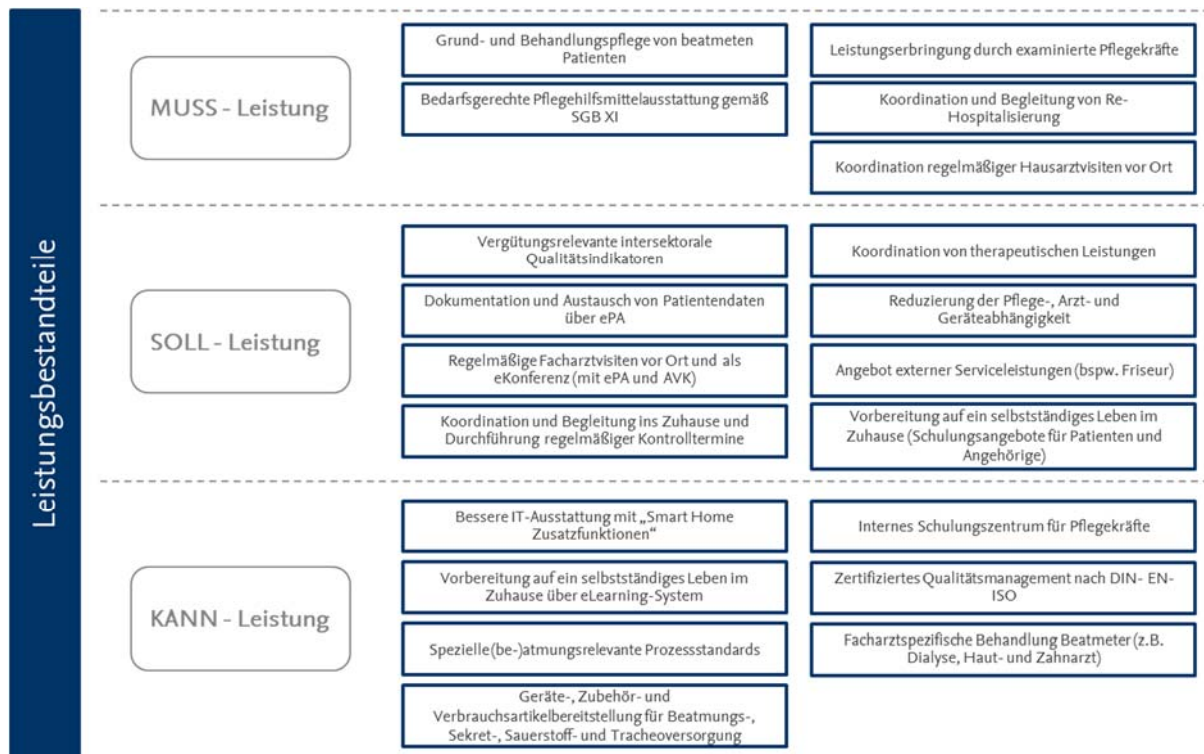 Leistungsbestandteile
MUSS - Leistung
Grund- und Behandlungspflege von beatmeten
Patienten
Bedarfsgerechte Pflegehilfsmittelausstattung gemäß
SGB XI
Leistungserbringung durch examinierte Pflegekräfte
Koordination und Begleitung von Re-
Hospitalisierung
Koordination regelmäßiger Hausarztvisiten vor Ort
SOLL - Leistung
Vergütungsrelevante intersektorale
Qualitätsindikatoren
Dokumentation und Austausch von Patientendaten
über ePA
Regelmäßige Facharztvisiten vor Ort und als
eKonferenz (mit ePA und AVK)
Koordination und Begleitung ins Zuhause und
Durchführung regelmäßiger Kontrolltermine
Koordination von therapeutischen Leistungen
Reduzierung der Pflege-, Arzt- und
Geräteabhängigkeit
Angebot externer Serviceleistungen (bspw. Friseur)
Vorbereitung auf ein selbstständiges Leben im
Zuhause (Schulungsangebote für Patienten und
Angehörige)
KANN - Leistung
Bessere IT-Ausstattung mit „Smart Home
Zusatzfunktionen“
Vorbereitung auf ein selbstständiges Leben im
Zuhause über eLearning-System
Spezielle (be-)atmungsrelevante Prozessstandards
Geräte-, Zubehör- und
Verbrauchsartikelbereitstellung für Beatmungs-,
Sekret-, Sauerstoff- und Tracheoversorgung
Internes Schulungszentrum für Pflegekräfte
Zertifiziertes Qualitätsmanagement nach DIN- EN-
ISO
Facharztspezifische Behandlung Beatmeter (z.B.
Dialyse, Haut- und Zahnarzt)